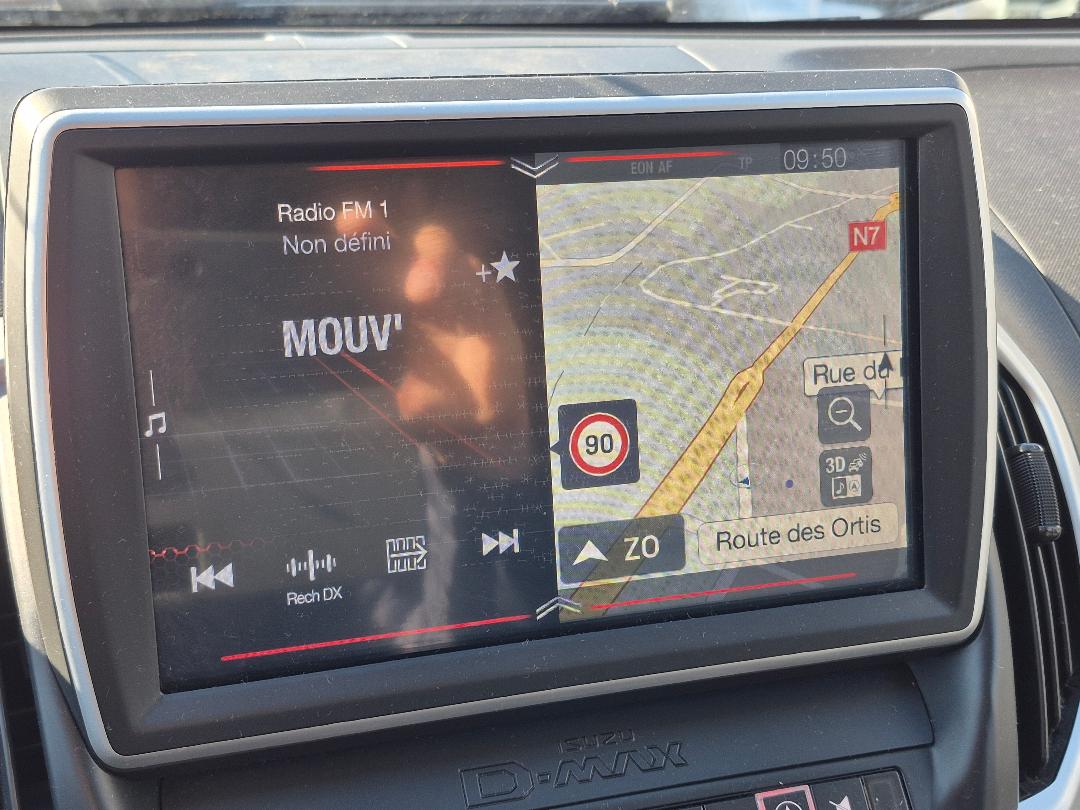 EON AF TP 09:50
Radio FM 1
Non défini
MOUV'
Rech DX
N7
Rue du
90
3D
ZO
Route des Ortis
ISUZU
D-MAX